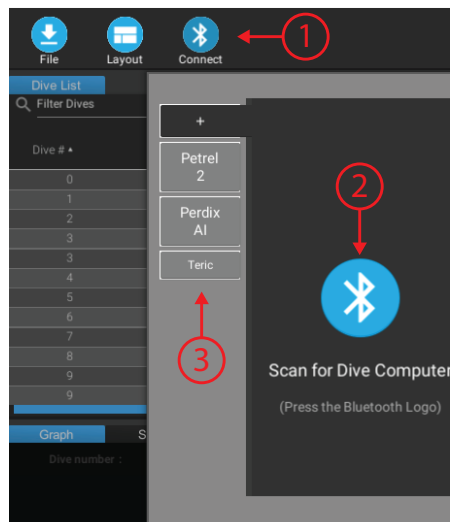 File
Layout
Connect
1
Dive List
Filter Dives
Dive #
0
1
2
3
3
4
5
6
7
8
9
9
Graph
S
Dive number :
+
Petrel
2
Perdix
AI
Teric
3
2
Scan for Dive Computer
(Press the Bluetooth Logo)